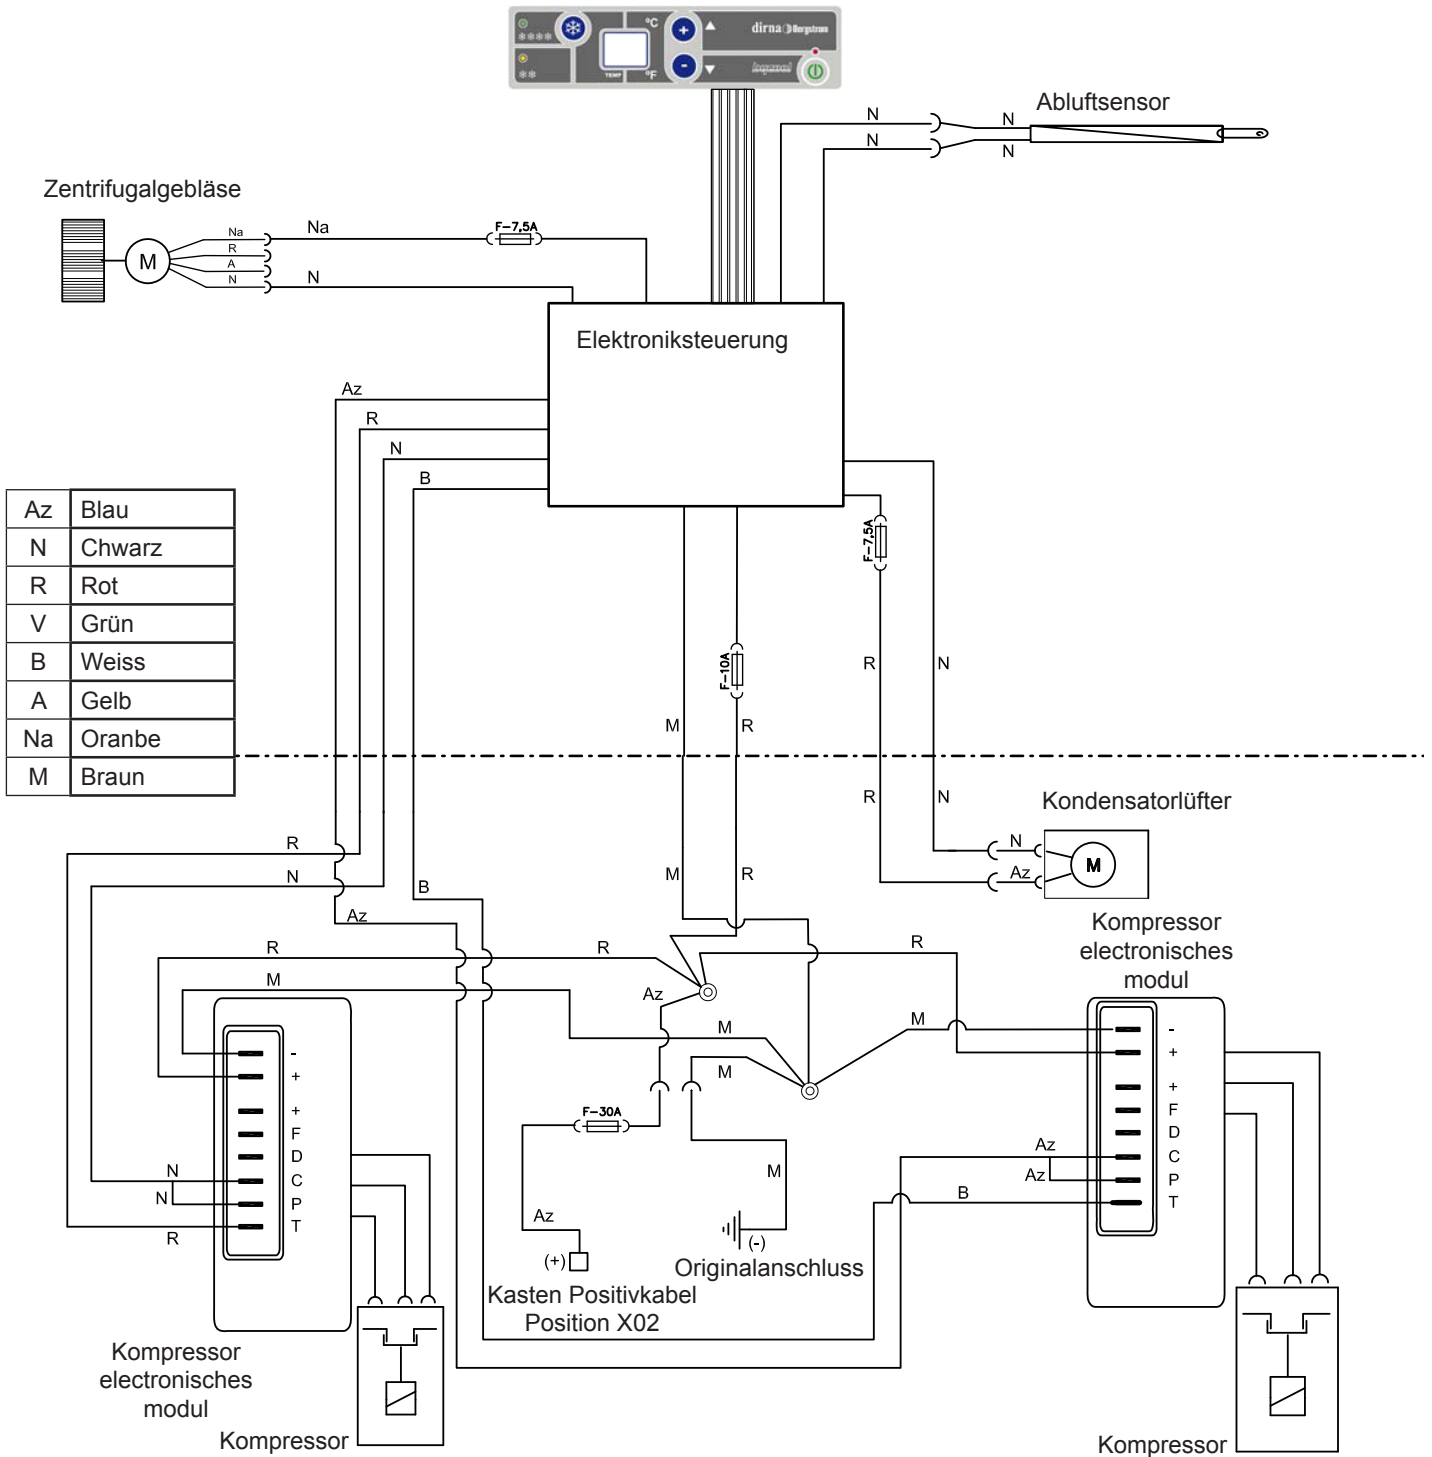 °C
dirna Bergstrom
TEMP
°F
Abluftsensor
N
N
N
N
Zentrifugalgebläse
Na
R
A
N
Na
N
F-7,5A
M
Elektroniksteuerung
Az
R
N
B
Az Blau
N Chwarz
R Rot
V Grün
B Weiss
A Gelb
Na Oranbe
M Braun
F-7,5A
F-10A
R
N
M
R
R
N
Kondensatorlüfter
N
Az
M
R
N
B
Az
M
R
R
R
R
M
Az
M
M
M
Kompressor
electronisches
modul
-
+
+
F
D
C
P
T
N
N
R
F-30A
Az
(+)
Kasten Positivkabel
Position X02
M
(-)
Originalanschluss
Az
Az
B
-
+
+
F
D
C
P
T
Kompressor
electronisches
modul
Kompressor
Kompressor